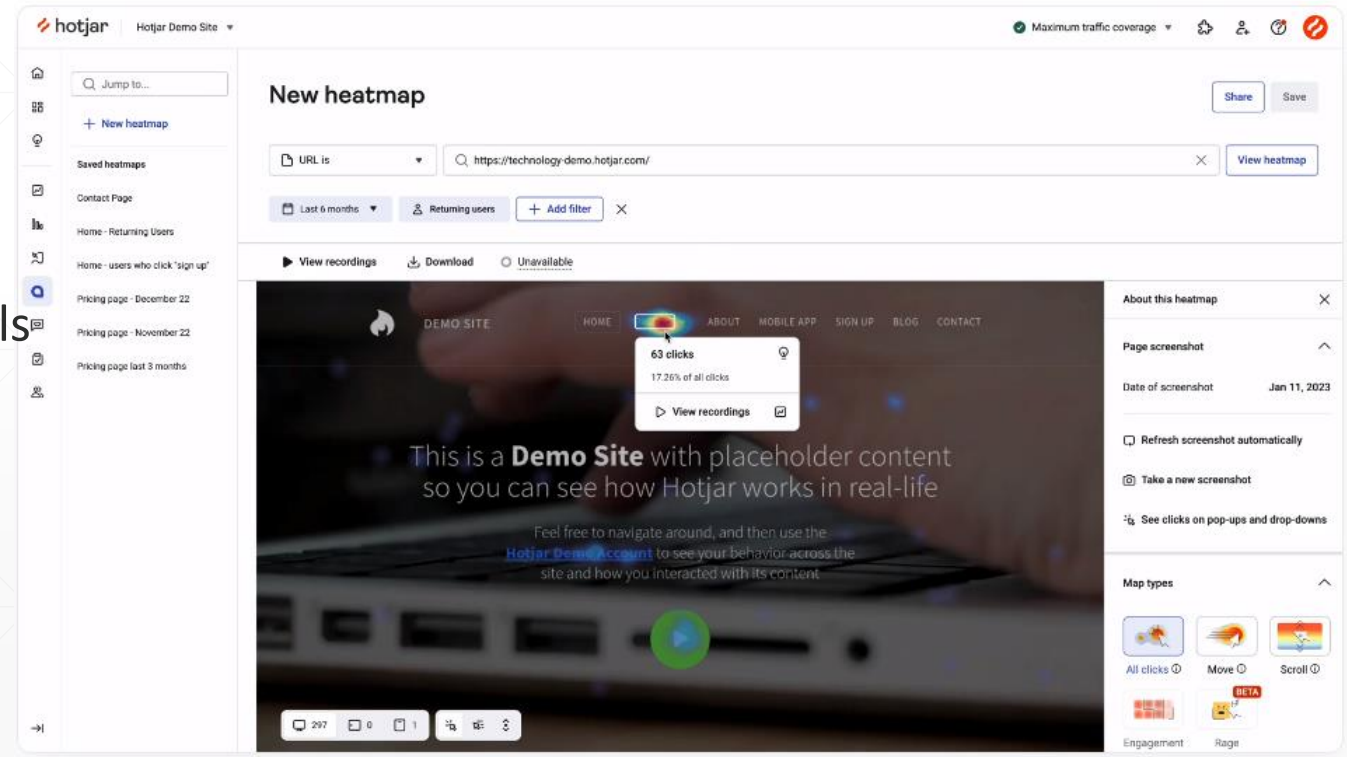 hotjar
Hotjar Demo Site
Maximum traffic coverage
Jump to...
+ New heatmap
Saved heatmaps
Contact Page
Home - Returning Users
Home - users who click "sign up"
Pricing page - December 22
Pricing page - November 22
Pricing page last 3 months
ls
New heatmap
Share
Save
URL is
https://technology-demo.hotjar.com/
View heatmap
Last 6 months
Returning users
+ Add filter
View recordings
Download
Unavailable
DEMO SITE
HOME
ABOUT
MOBILE APP
SIGN UP
BLOG
CONTACT
63 clicks
17.26% of all clicks
View recordings
This is a Demo Site with placeholder content
so you can see how Hotjar works in real-life
Feel free to navigate around, and then use the
Hotjar Demo Account to see your behavior across the
site and how you interacted with its content
297
0
1
About this heatmap
Page screenshot
Date of screenshot Jan 11, 2023
Refresh screenshot automatically
Take a new screenshot
See clicks on pop-ups and drop-downs
Map types
All clicks
Move
Scroll
BETA
Engagement
Rage